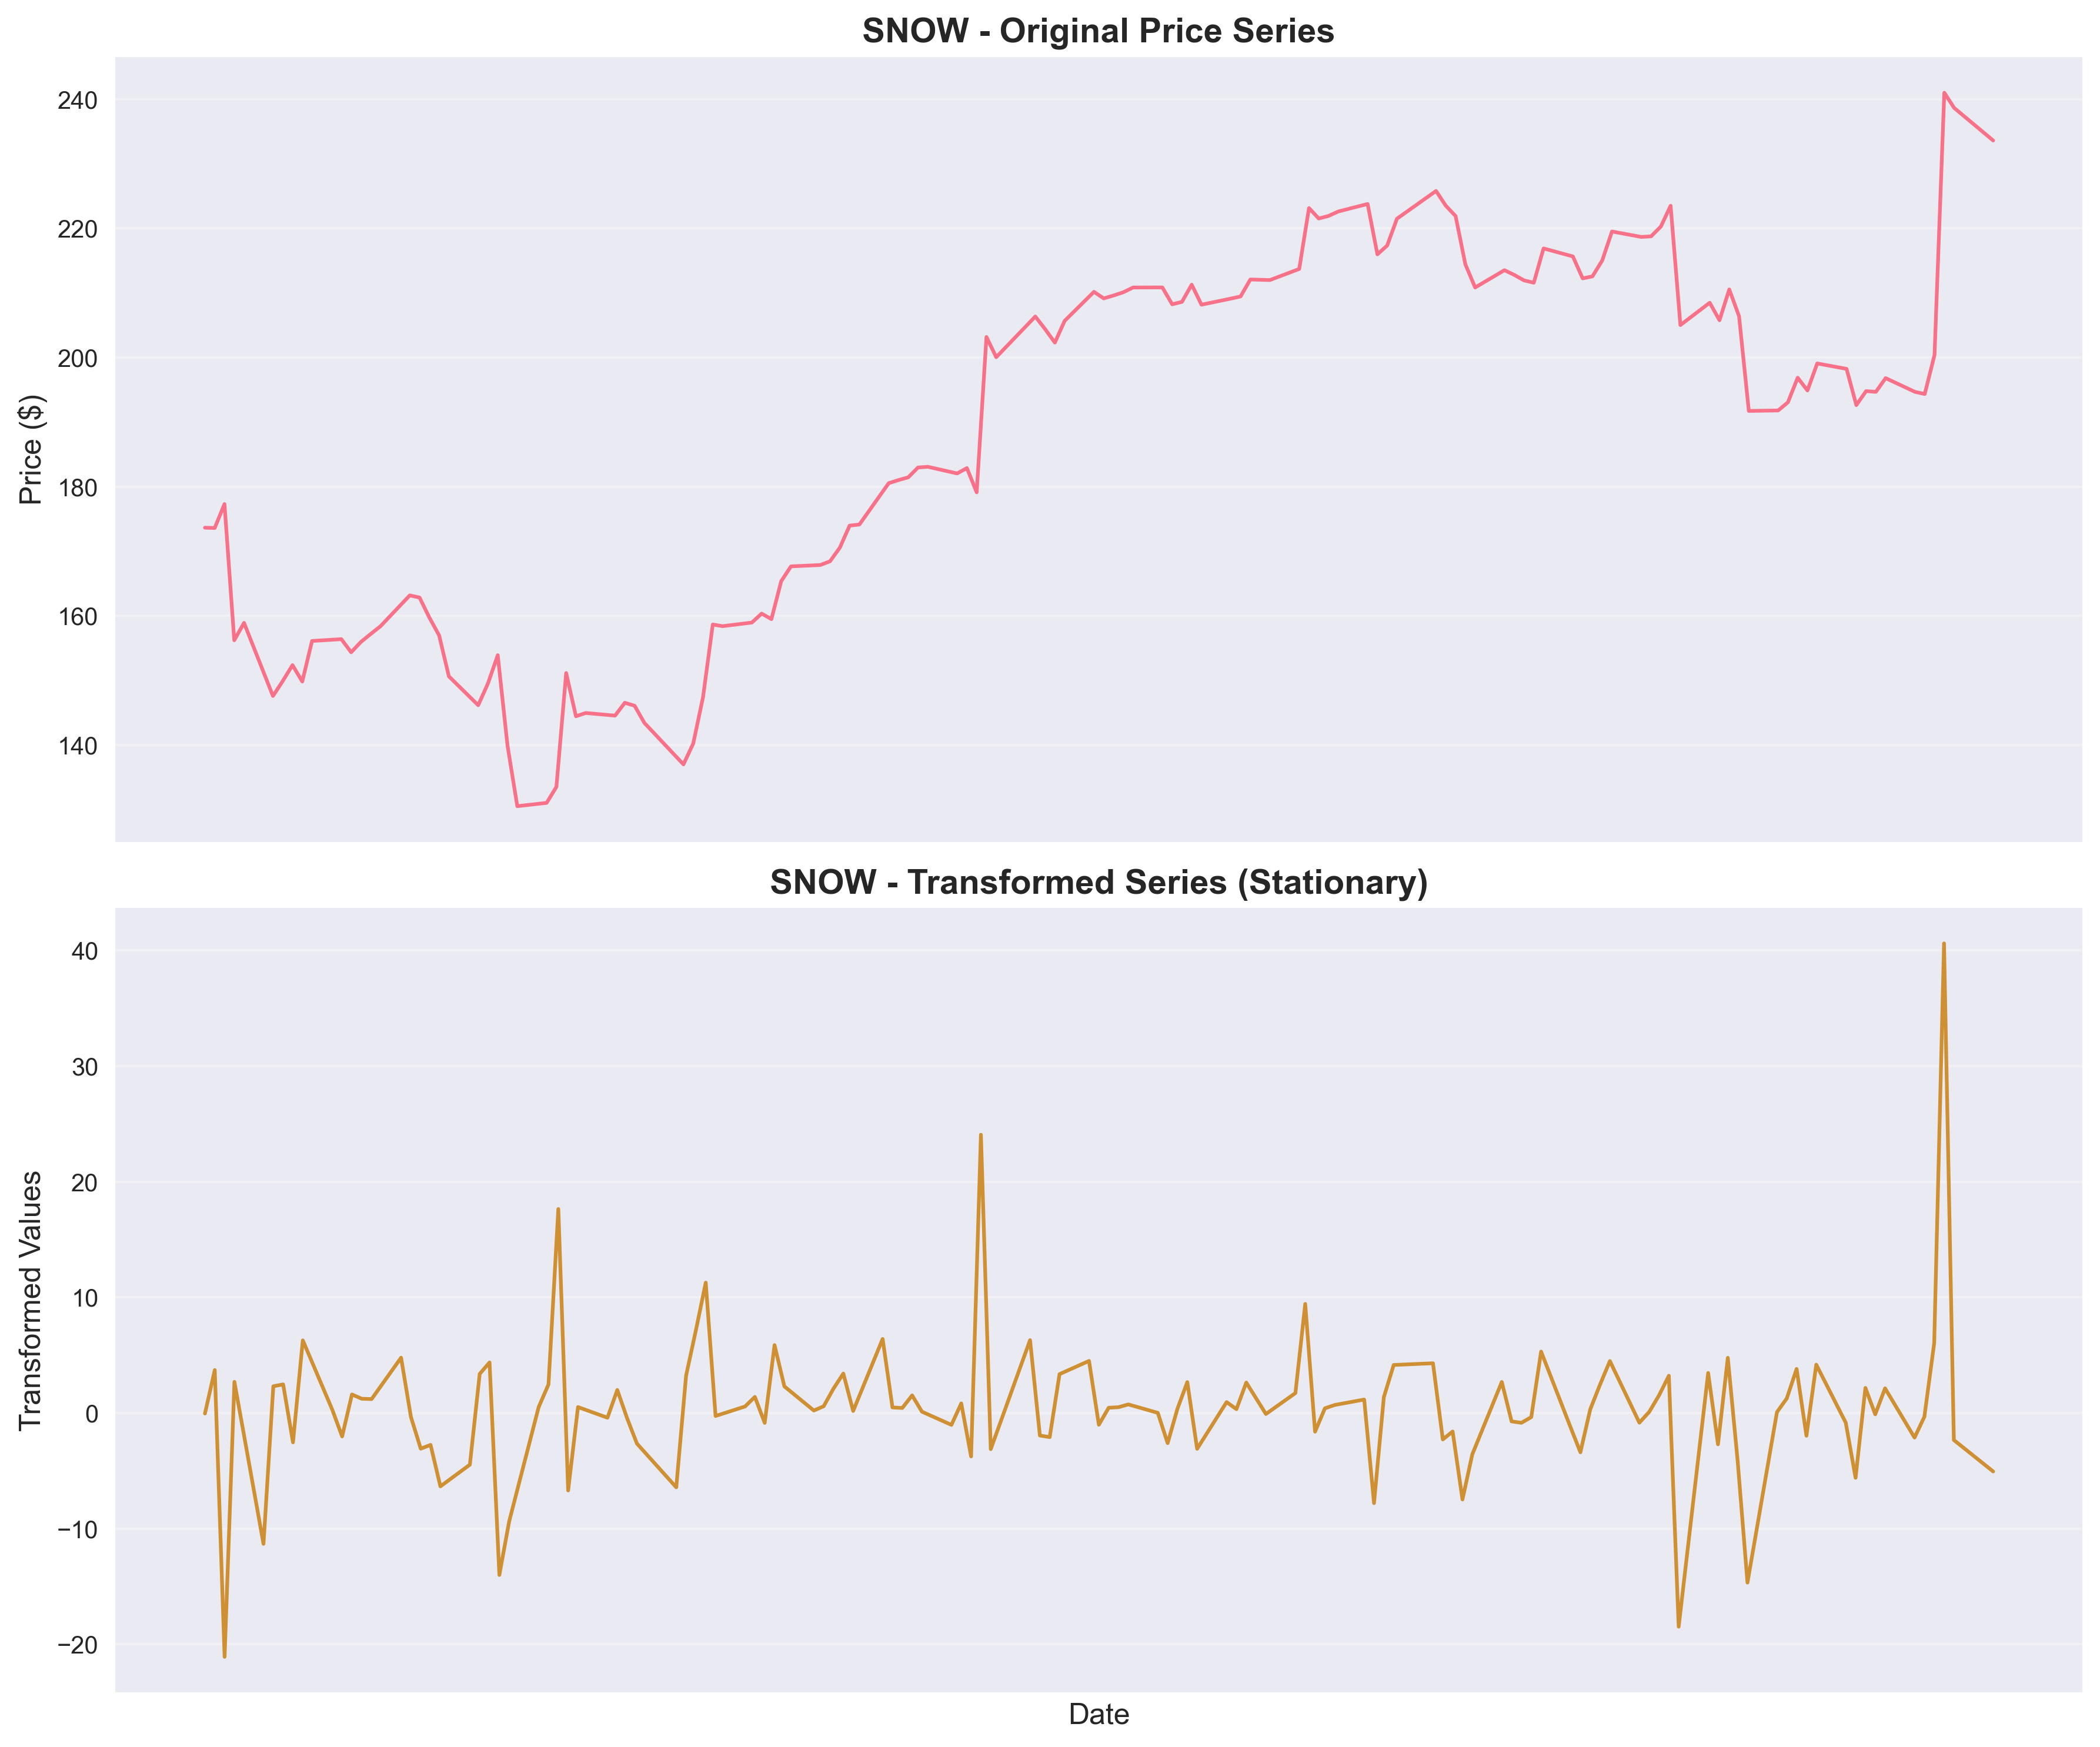 SNOW - Original Price Series
240
220
200
180
160
140
Price ($)
SNOW - Transformed Series (Stationary)
40
30
20
10
0
−10
−20
Transformed Values
Date